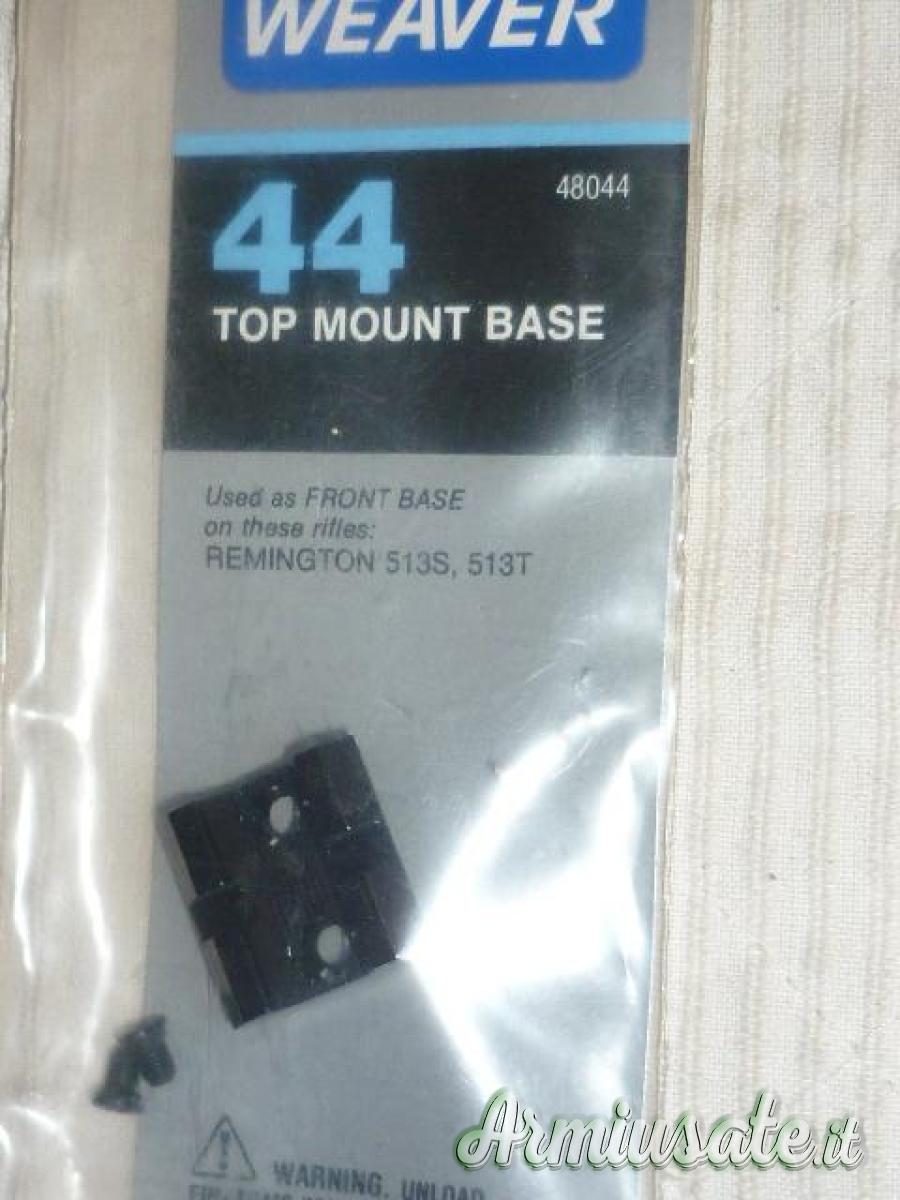 WEAVER
44
48044
TOP MOUNT BASE
Used as FRONT BASE
on these rifles:
REMINGTON 513S, 513T
WARNING. UNLOAD
Armiusate.it